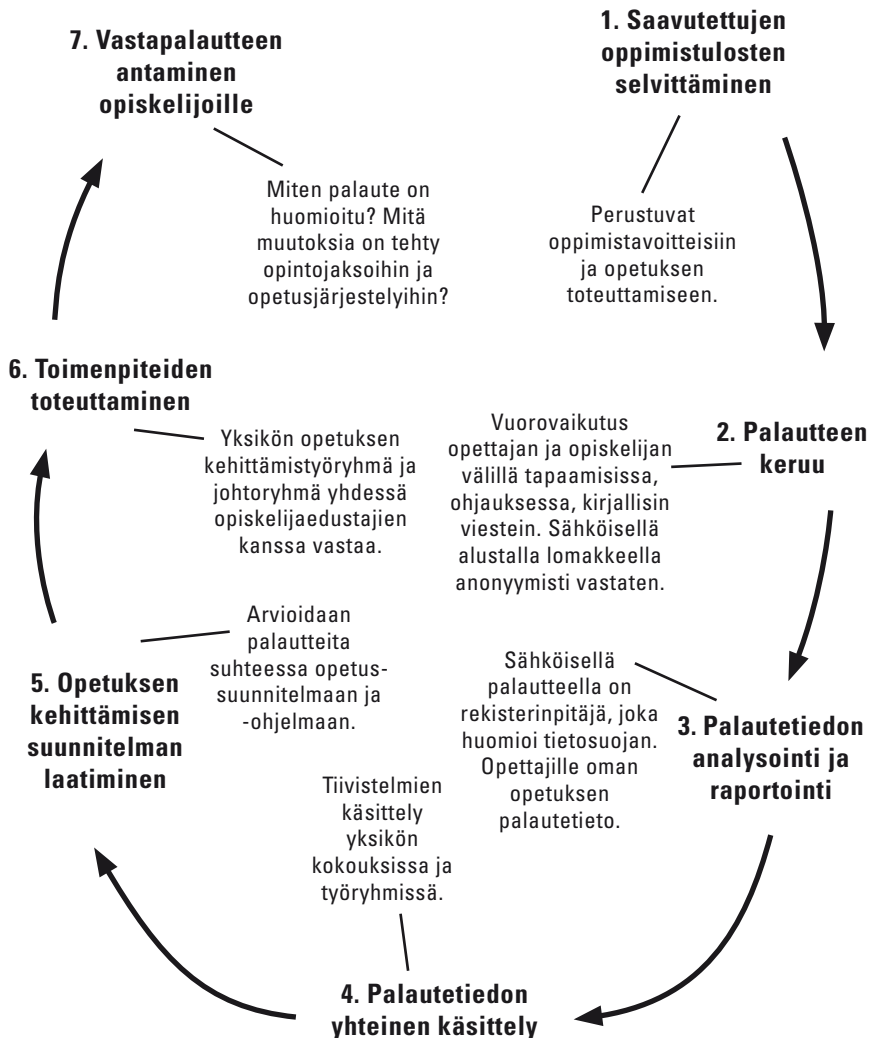 1. Saavutettujen
oppimistulosten
selvittäminen
Perustuvat
oppimistavoitteisiin
ja opetuksen
toteuttamiseen.
2. Palautteen
keruu
Vuorovaikutus
opettajan ja opiskelijan
välillä tapaamisissa,
ohjauksessa, kirjallisin
viestein. Sähköisellä
alustalla lomakkeella
anonyymisti vastaten.
3. Palautetiedon
analysointi ja
raportointi
Sähköisellä
palautteella on
rekisterinpitäjä, joka
huomioi tietosuojan.
Opettajille oman
opetuksen
palautetieto.
4. Palautetiedon
yhteinen käsittely
Tiivistelmien
käsittely
yksikön
kokouksissa ja
työryhmissä.
5. Opetuksen
kehittämisen
suunnitelman
laatiminen
Arvioidaan
palautteita
suhteessa opetus-
suunnitelmaan ja
-ohjelmaan.
6. Toimenpiteiden
toteuttaminen
Yksikön opetuksen
kehittämistyöryhmä ja
johtoryhmä yhdessä
opiskelijaedustajien
kanssa vastaa.
7. Vastapalautteen
antaminen
opiskelijoille
Miten palaute on
huomioitu? Mitä
muutoksia on tehty
opintojaksoihin ja
opetusjärjestelyihin?